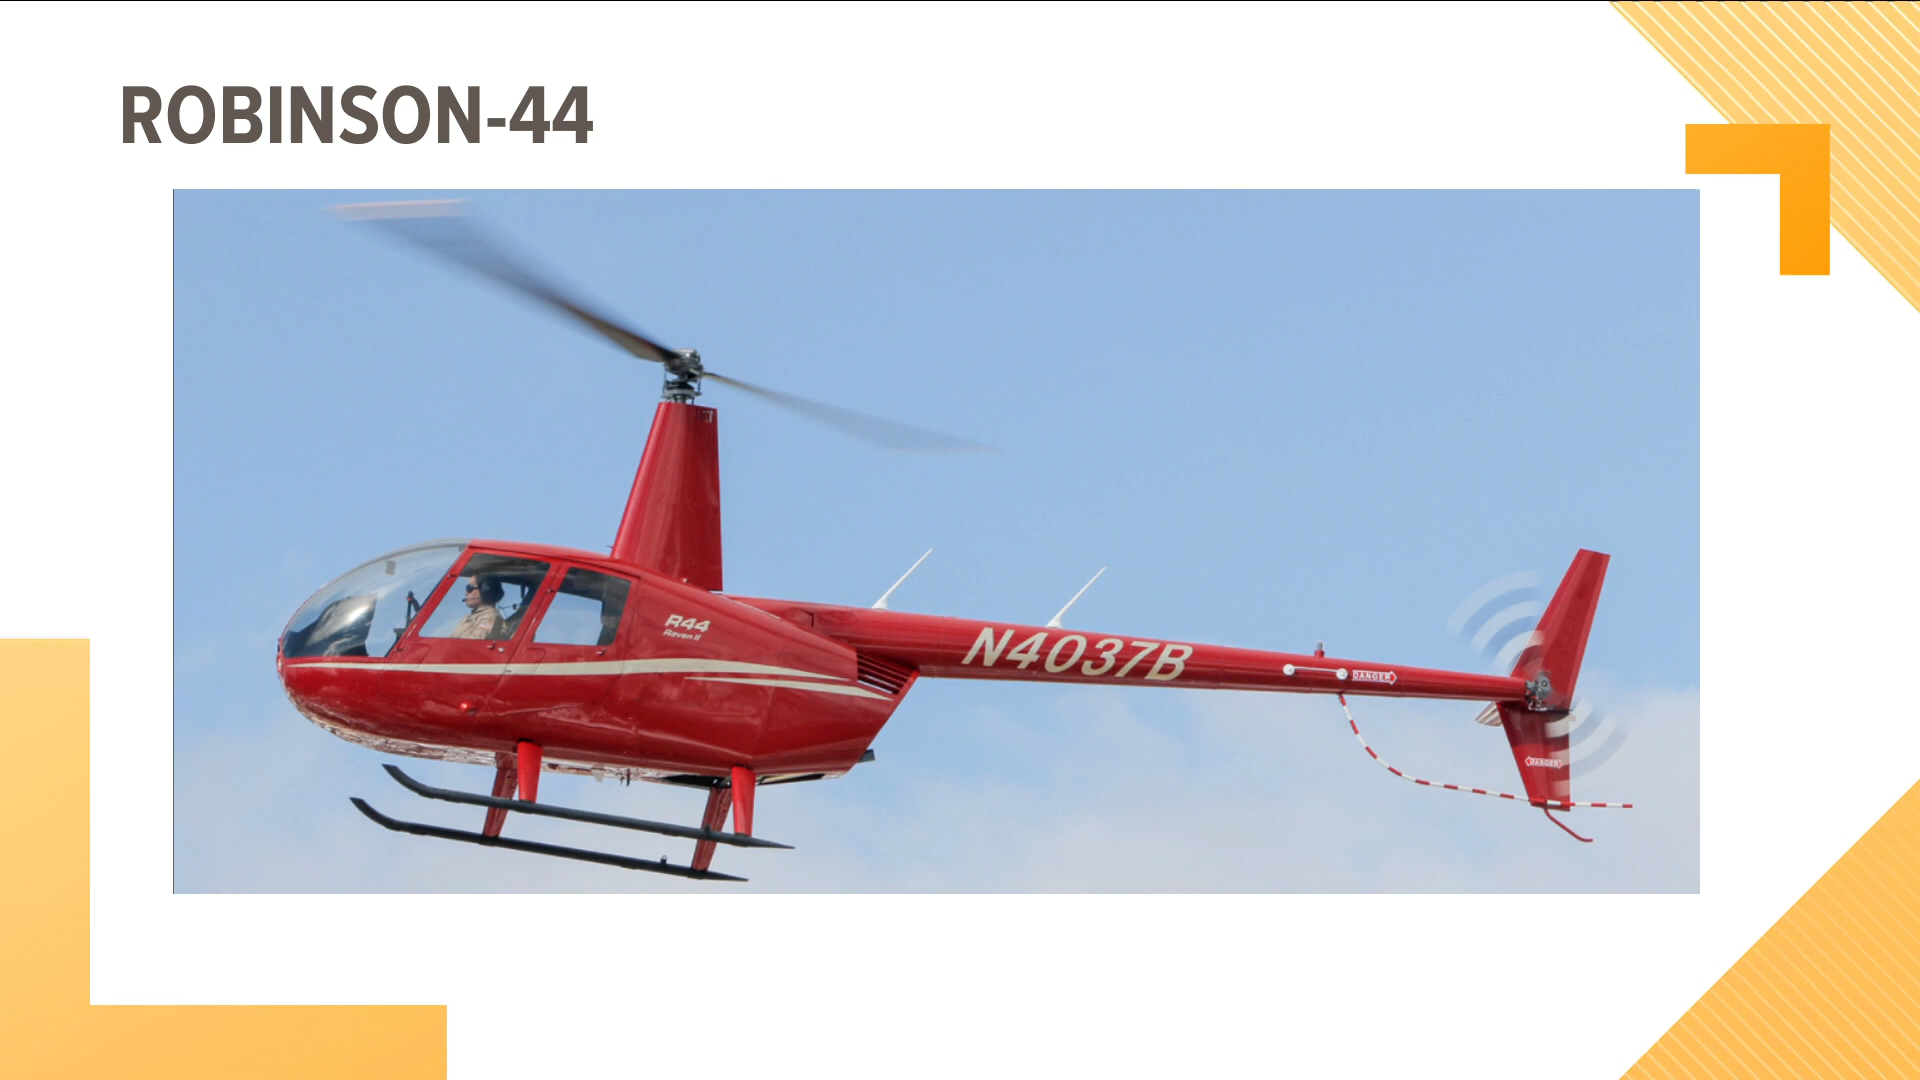 ROBINSON-44
R44
Raven II
N4037B
DANGER
DANGER